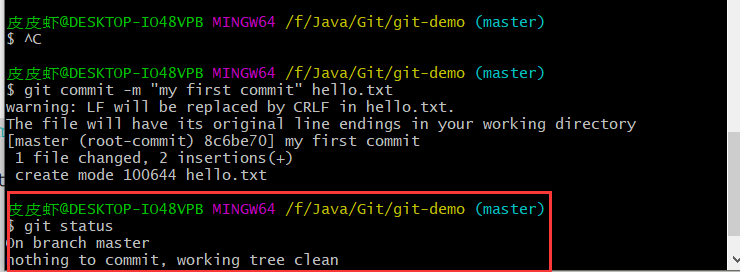 皮皮虾@DESKTOP-IO48VPB MINGW64 /f/Java/Git/git-demo (master)
$ ^C
皮皮虾@DESKTOP-IO48VPB MINGW64 /f/Java/Git/git-demo (master)
$ git commit -m "my first commit" hello.txt
warning: LF will be replaced by CRLF in hello.txt.
The file will have its original line endings in your working directory
[master (root-commit) 8c6be70] my first commit
 1 file changed, 2 insertions(+)
 create mode 100644 hello.txt
皮皮虾@DESKTOP-IO48VPB MINGW64 /f/Java/Git/git-demo (master)
$ git status
On branch master
nothing to commit, working tree clean